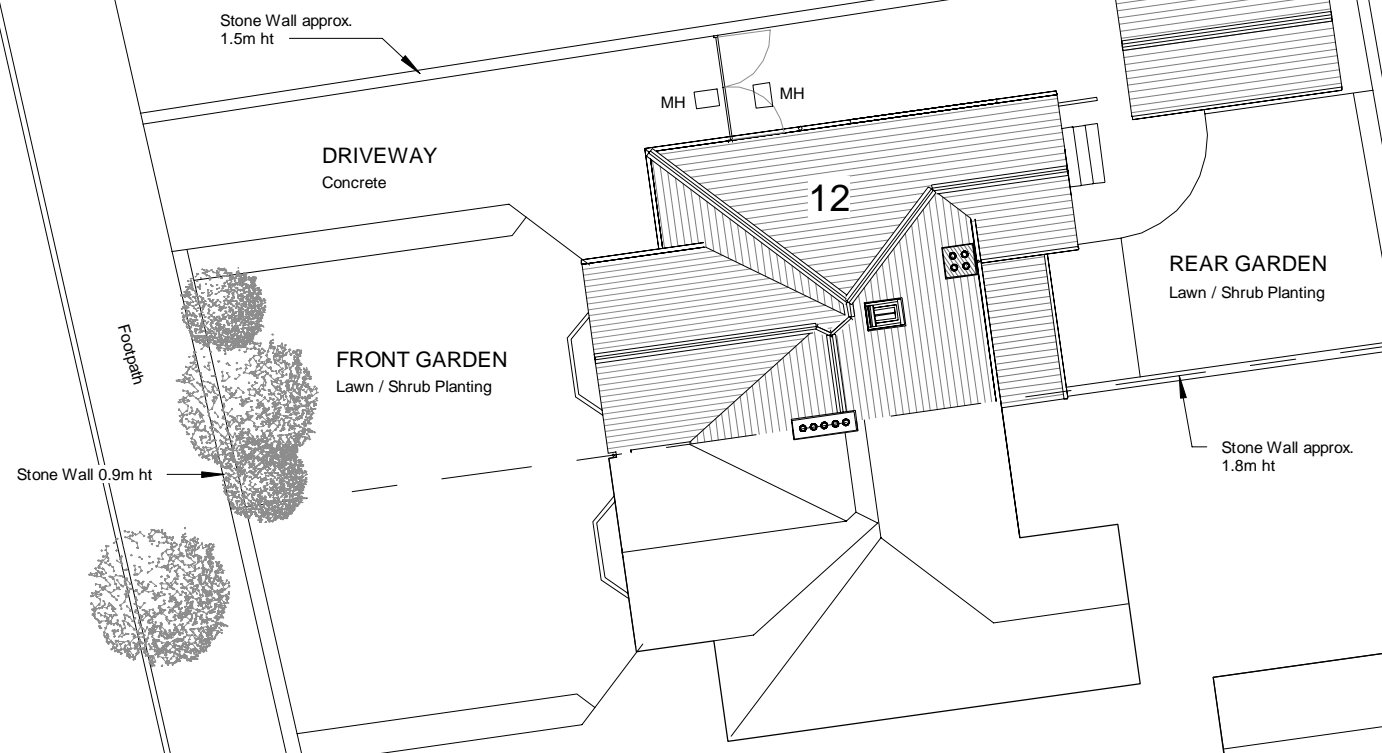 Stone Wall approx.
1.5m ht
MH
MH
DRIVEWAY
Concrete
12
REAR GARDEN
Lawn / Shrub Planting
Footpath
FRONT GARDEN
Lawn / Shrub Planting
Stone Wall 0.9m ht
Stone Wall approx.
1.8m ht